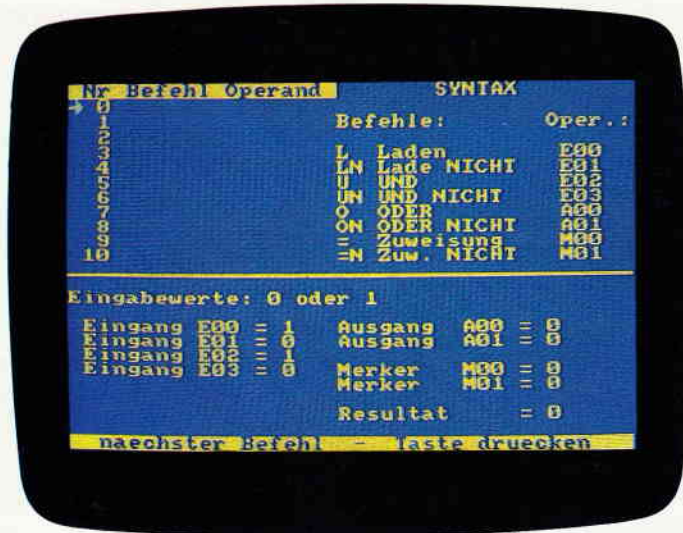 Nr Befehl Operand SYNTAX
0
1 Befehle: Oper.:
2
3 L Laden E00
4 LN Lade NICHT E01
5 U UND E02
6 UN UND NICHT E03
7 O ODER A00
8 ON ODER NICHT A01
9 = Zuweisung M00
10 =N Zuw. NICHT M01
Eingabewerte: 0 oder 1
Eingang E00 = 1 Ausgang A00 = 0
Eingang E01 = 0 Ausgang A01 = 0
Eingang E02 = 1
Eingang E03 = 0 Merker M00 = 0
Merker M01 = 0
Resultat = 0
naechster Befehl - Taste druecken